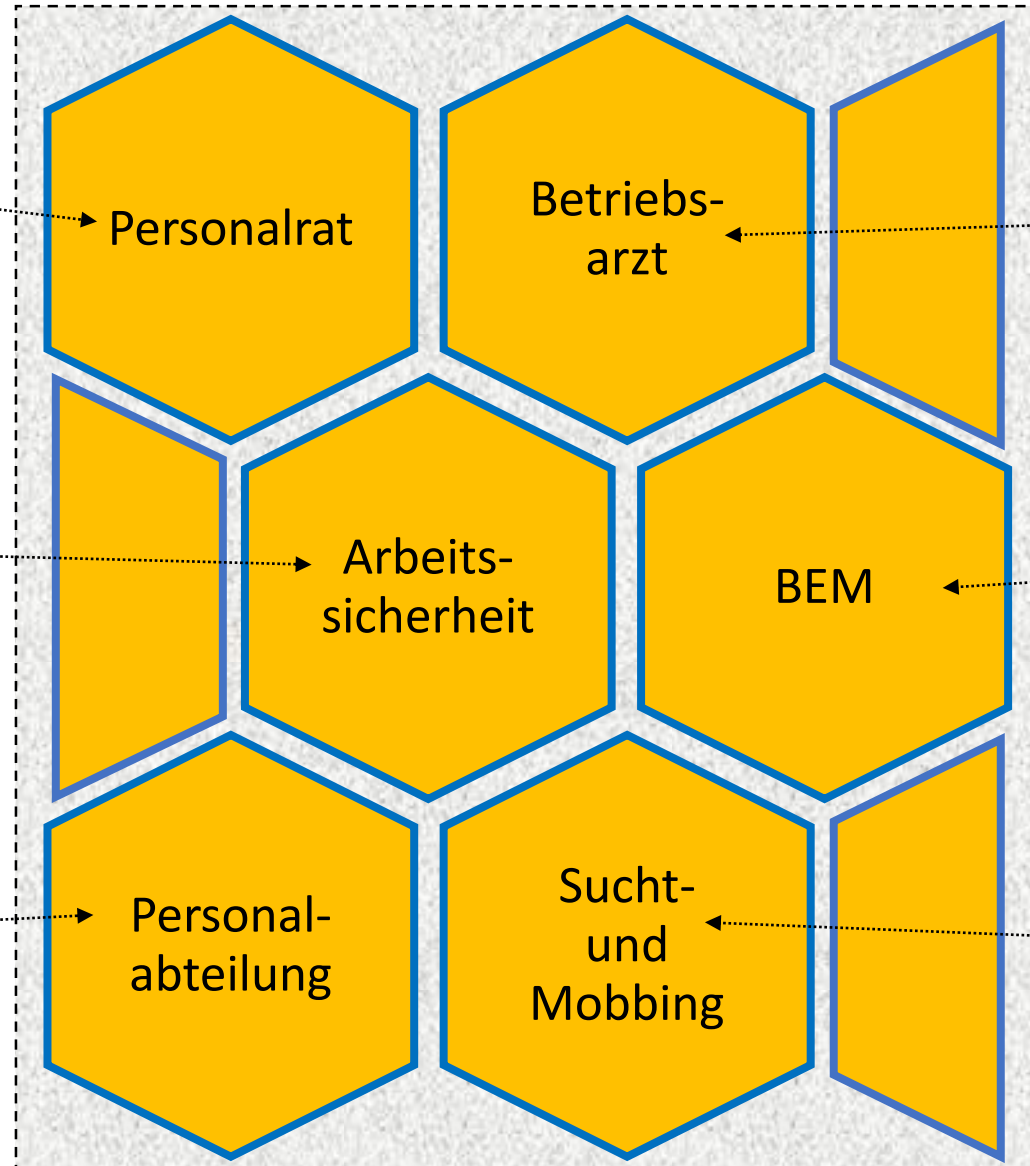 Personalrat
Betriebs-
arzt
Arbeits-
sicherheit
BEM
Personal-
abteilung
Sucht-
und
Mobbing